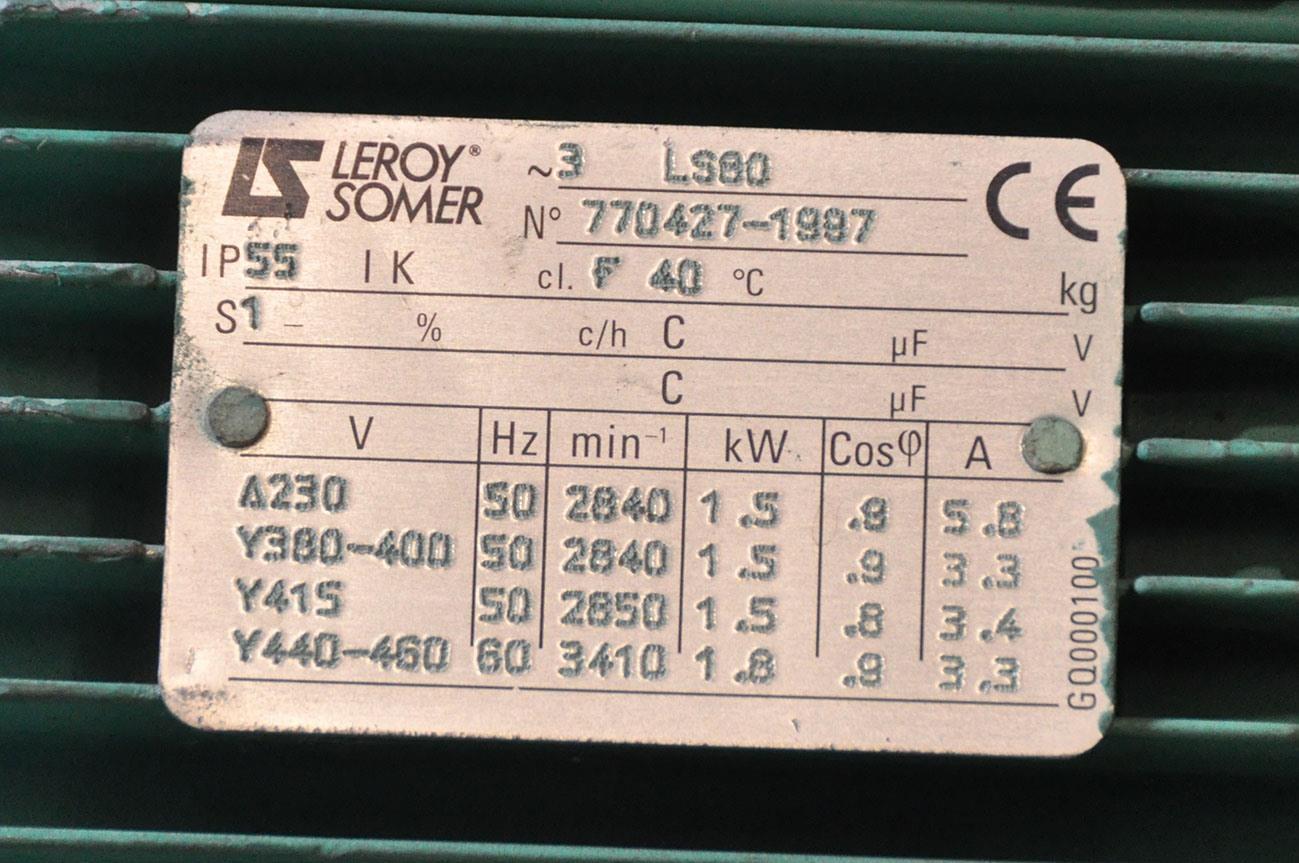 LS LEROY®
SOMER
~3 LS80
N° 770427-1997
CE
IP55 IK cl. F 40 °C kg
S1 - % c/h C µF V
C µF V
V Hz min⁻¹ kW Cosφ A
Δ230 50 2840 1.5 .8 5.8
Y380-400 50 2840 1.5 .9 3.3
Y415 50 2850 1.5 .8 3.4
Y440-460 60 3410 1.8 .9 3.3
GQ000100